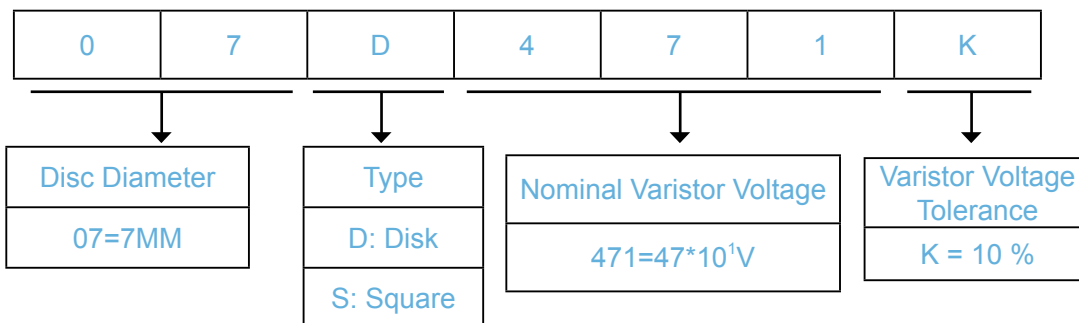 0 7 D 4 7 1 K
Disc Diameter
07=7MM
Type
D: Disk
S: Square
Nominal Varistor Voltage
471=47*10¹V
Varistor Voltage
Tolerance
K = 10 %